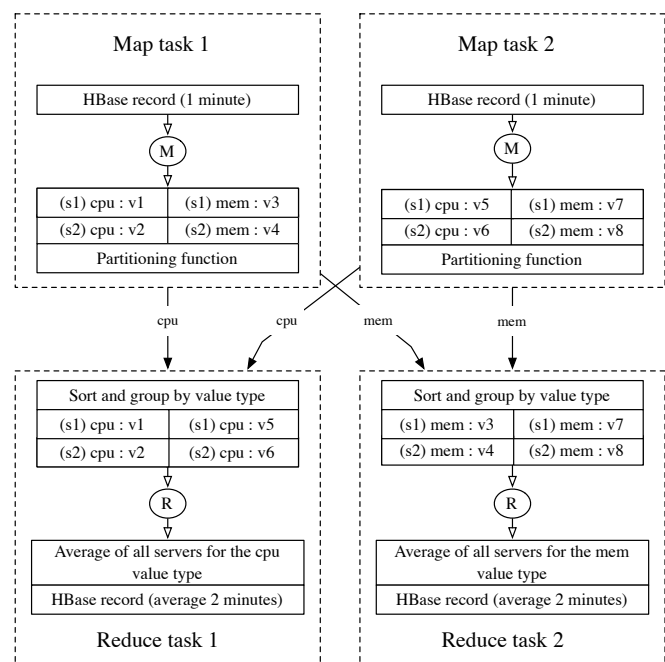 Map task 1
Map task 2
HBase record (1 minute)
HBase record (1 minute)
M
M
(s1) cpu : v1
(s1) mem : v3
(s1) cpu : v5
(s1) mem : v7
(s2) cpu : v2
(s2) mem : v4
(s2) cpu : v6
(s2) mem : v8
Partitioning function
Partitioning function
cpu
cpu
mem
mem
Sort and group by value type
Sort and group by value type
(s1) cpu : v1
(s1) cpu : v5
(s1) mem : v3
(s1) mem : v7
(s2) cpu : v2
(s2) cpu : v6
(s2) mem : v4
(s2) mem : v8
R
R
Average of all servers for the cpu
value type
Average of all servers for the mem
value type
HBase record (average 2 minutes)
HBase record (average 2 minutes)
Reduce task 1
Reduce task 2